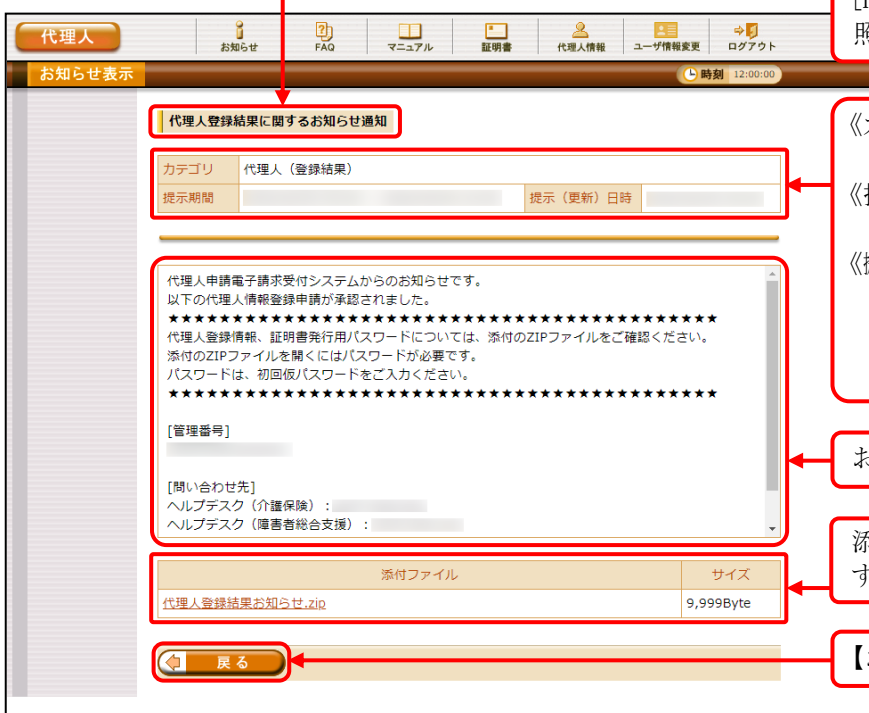 代理人
お知らせ
FAQ
マニュアル
証明書
代理人情報
ユーザ情報変更
ログアウト
お知らせ表示
時刻 12:00:00
代理人登録結果に関するお知らせ通知
カテゴリ 代理人（登録結果）
提示期間
提示（更新）日時
代理人申請電子請求受付システムからのお知らせです。
以下の代理人情報登録申請が承認されました。
★★★★★★★★★★★★★★★★★★★★★★★★★★★★★★★★★★★★★★★★
代理人登録情報、証明書発行用パスワードについては、添付のZIPファイルをご確認ください。
添付のZIPファイルを開くにはパスワードが必要です。
パスワードは、初回仮パスワードをご入力ください。
★★★★★★★★★★★★★★★★★★★★★★★★★★★★★★★★★★★★★★★★
[管理番号]
[問い合わせ先]
ヘルプデスク（介護保険）：
ヘルプデスク（障害者総合支援）：
添付ファイル サイズ
代理人登録結果お知らせ.zip 9,999Byte
戻る
照
《
《
《
お
添
す
【